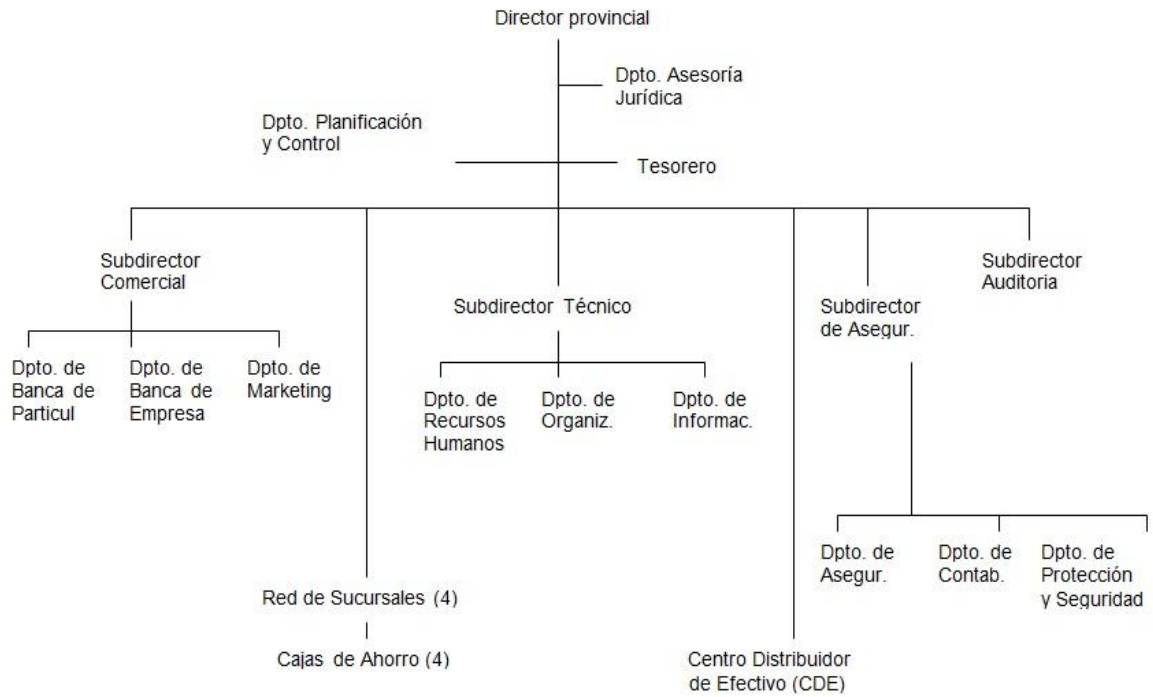 Director provincial
Dpto. Asesoría
Jurídica
Dpto. Planificación
y Control
Tesorero
Subdirector
Comercial
Subdirector Técnico
Subdirector
de Asegur.
Subdirector
Auditoria
Dpto. de
Banca de
Particul
Dpto. de
Banca de
Empresa
Dpto. de
Marketing
Dpto. de
Recursos
Humanos
Dpto. de
Organiz.
Dpto. de
Informac.
Dpto. de
Asegur.
Dpto. de
Contab.
Dpto. de
Protección
y Seguridad
Red de Sucursales (4)
Cajas de Ahorro (4)
Centro Distribuidor
de Efectivo (CDE)